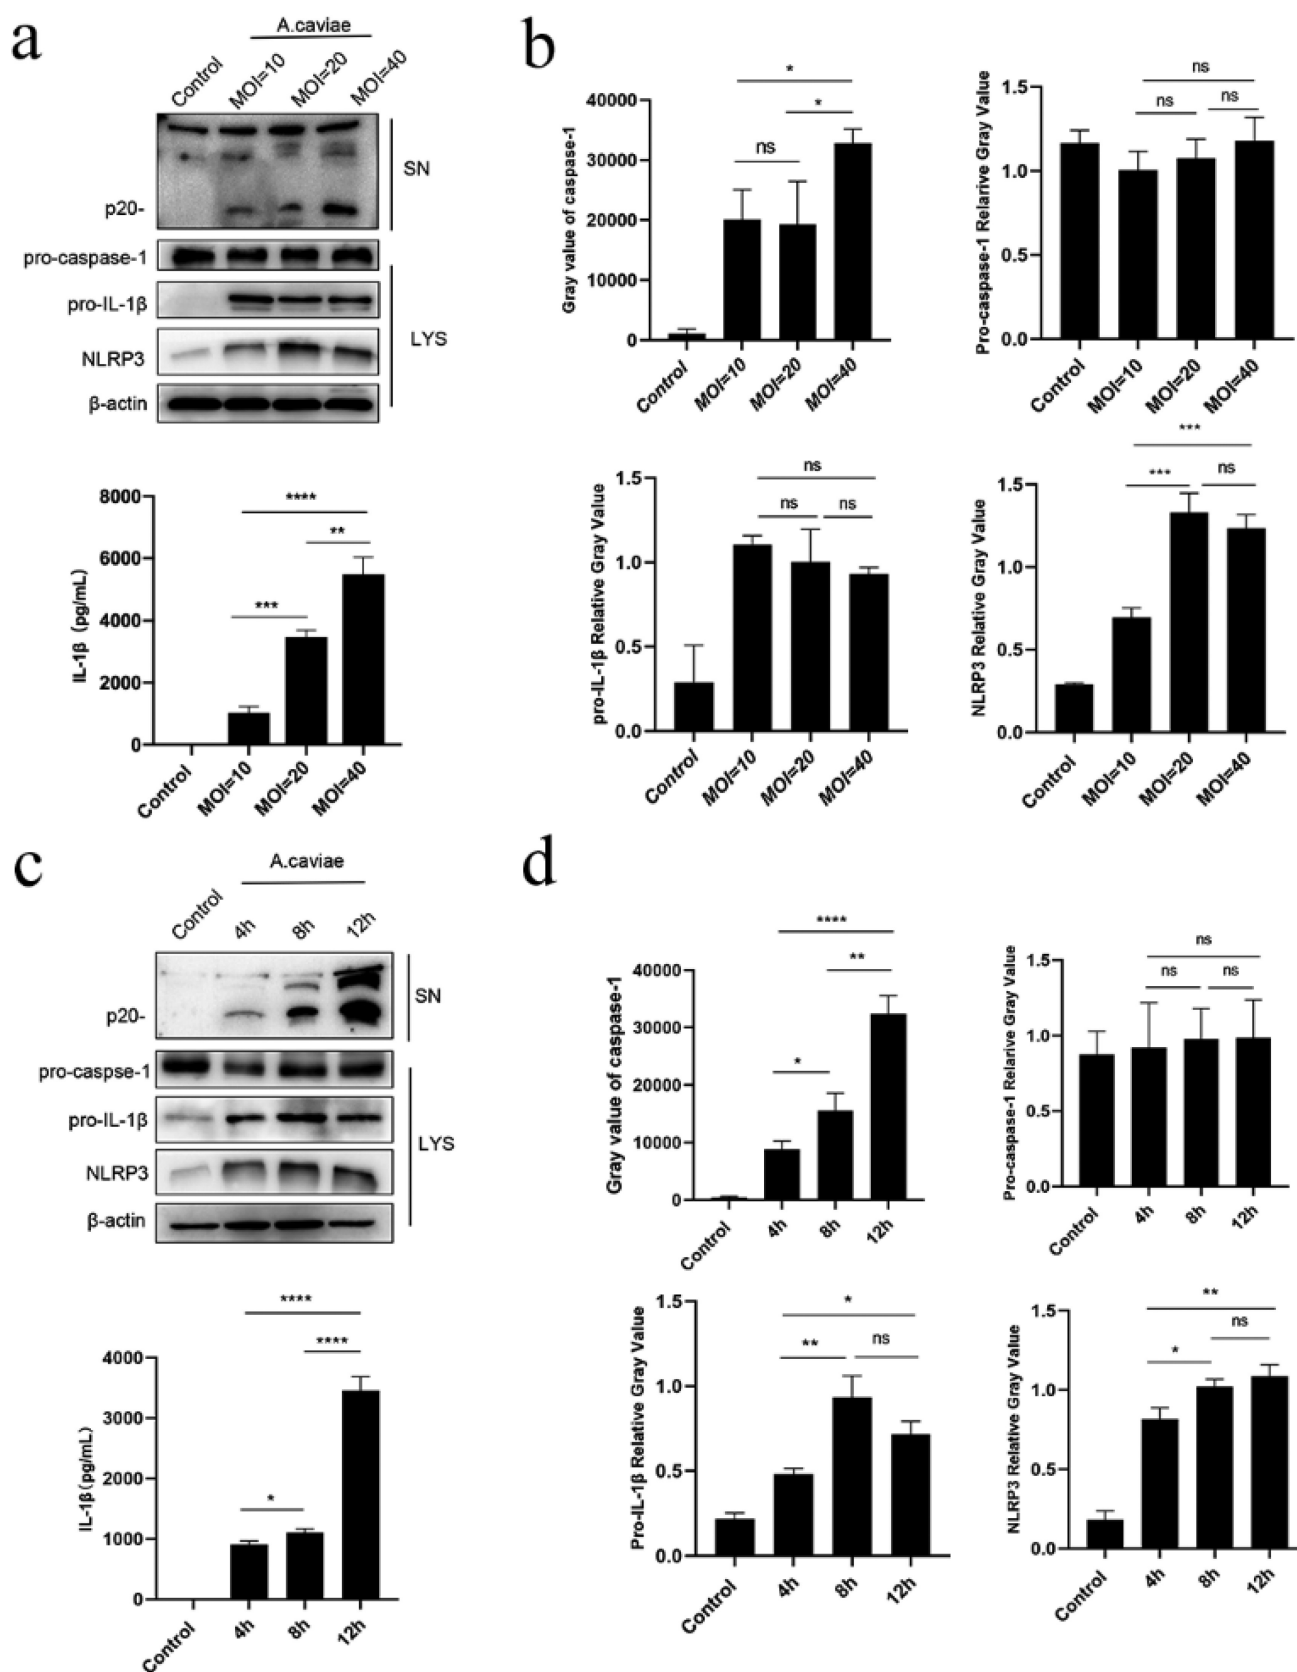 a
A.caviae
Control
MOI=10
MOI=20
MOI=40
SN
p20-
pro-caspase-1
pro-IL-1β
NLRP3
LYS
β-actin
IL-1β (pg/mL)
8000
6000
4000
2000
0
****
**
***
Control
MOI=10
MOI=20
MOI=40
b
Gray value of caspase-1
40000
30000
20000
10000
0
*
*
ns
Control
MOI=10
MOI=20
MOI=40
Pro-caspase-1 Relarive Gray Value
1.5
1.0
0.5
0.0
ns
ns
ns
Control
MOI=10
MOI=20
MOI=40
pro-IL-1β Relative Gray Value
1.5
1.0
0.5
0.0
ns
ns
ns
Control
MOI=10
MOI=20
MOI=40
NLRP3 Relative Gray Value
1.5
1.0
0.5
0.0
***
***
ns
Control
MOI=10
MOI=20
MOI=40
c
A.caviae
Control
4h
8h
12h
SN
p20-
pro-caspse-1
pro-IL-1β
LYS
NLRP3
β-actin
IL-1β(pg/mL)
4000
3000
2000
1000
0
****
****
*
Control
4h
8h
12h
d
Gray value of caspase-1
40000
30000
20000
10000
0
****
**
*
Control
4h
8h
12h
Pro-caspase-1 Relarive Gray Value
1.5
1.0
0.5
0.0
ns
ns
ns
Control
4h
8h
12h
Pro-IL-1β Relative Gray Value
1.5
1.0
0.5
0.0
*
**
ns
Control
4h
8h
12h
NLRP3 Relative Gray Value
1.5
1.0
0.5
0.0
**
ns
*
Control
4h
8h
12h